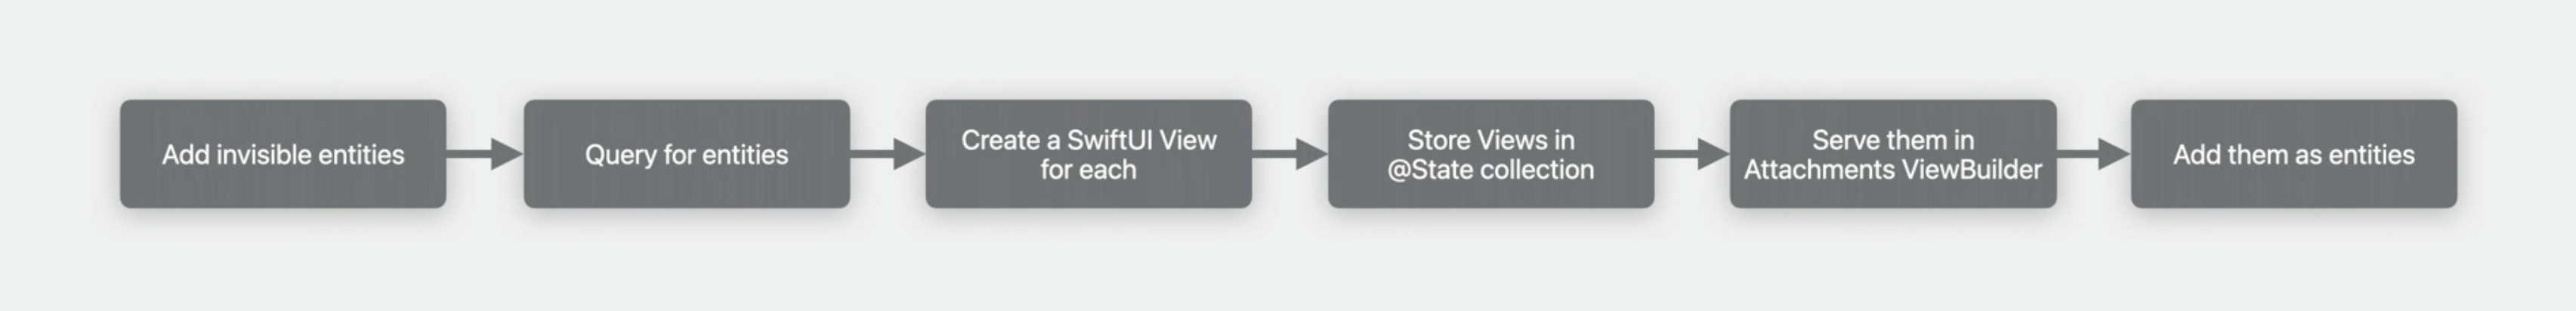 Add invisible entities
Query for entities
Create a SwiftUI View
for each
Store Views in
@State collection
Serve them in
Attachments ViewBuilder
Add them as entities